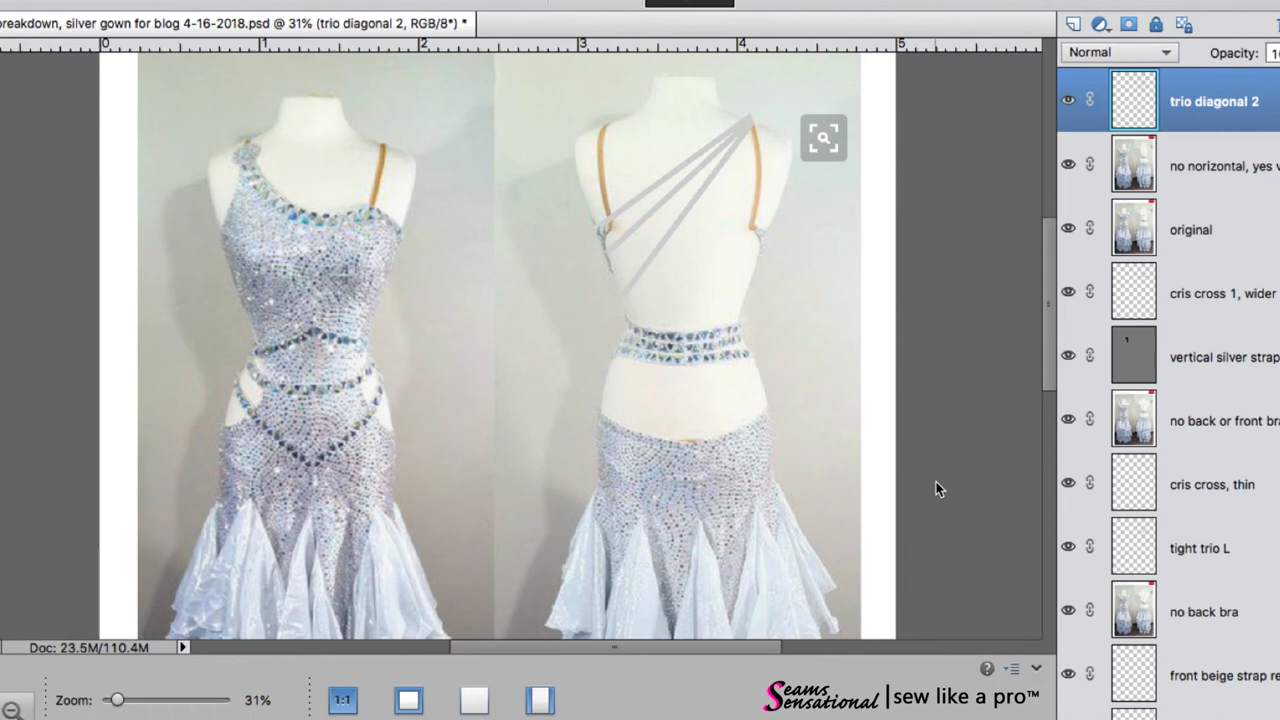 reakdown, silver gown for blog 4-16-2018.psd @ 31% (trio diagonal 2, RGB/8*) *
0 1 2 3 4 5
Normal Opacity: 1
trio diagonal 2
no norizontal, yes v
original
cris cross 1, wider
vertical silver strap
no back or front bra
cris cross, thin
tight trio L
no back bra
front beige strap re
Doc: 23.5M/110.4M
Zoom: 31% 1:1
Seams Sensational | sew like a pro™